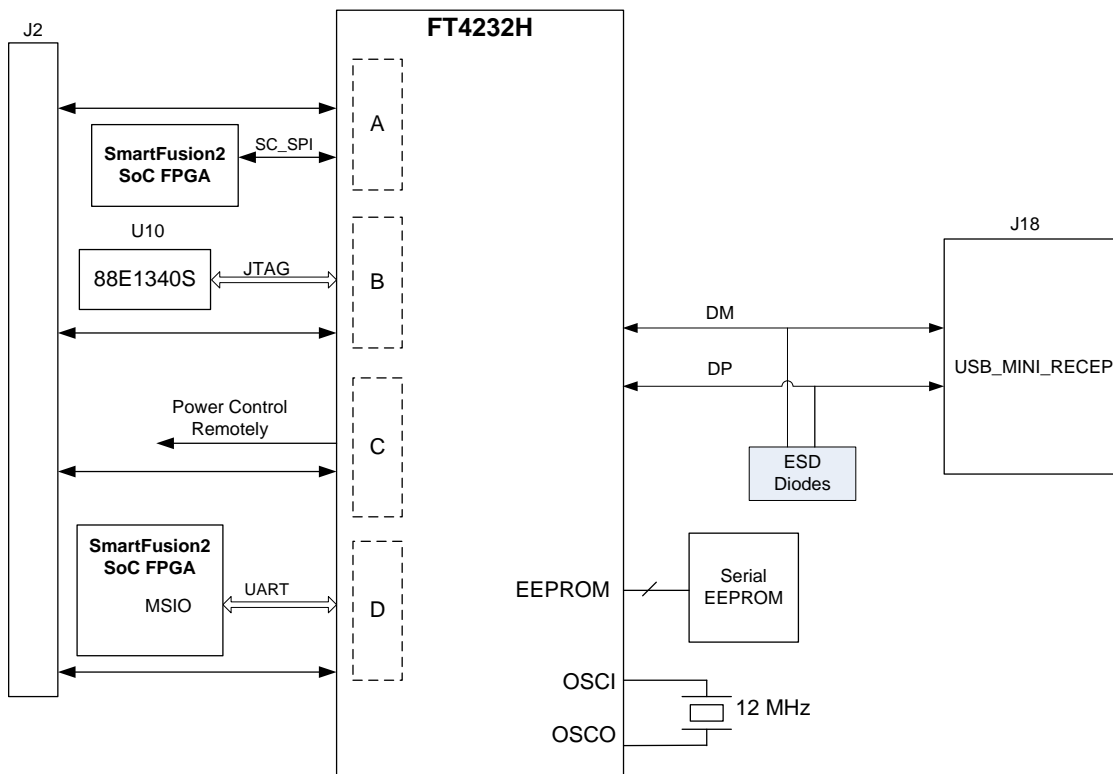 J2
FT4232H
A
SC_SPI
SmartFusion2
SoC FPGA
U10
88E1340S
JTAG
B
Power Control
Remotely
C
SmartFusion2
SoC FPGA
MSIO
UART
D
DM
DP
J18
USB_MINI_RECEP
ESD
Diodes
EEPROM
Serial
EEPROM
OSCI
12 MHz
OSCO